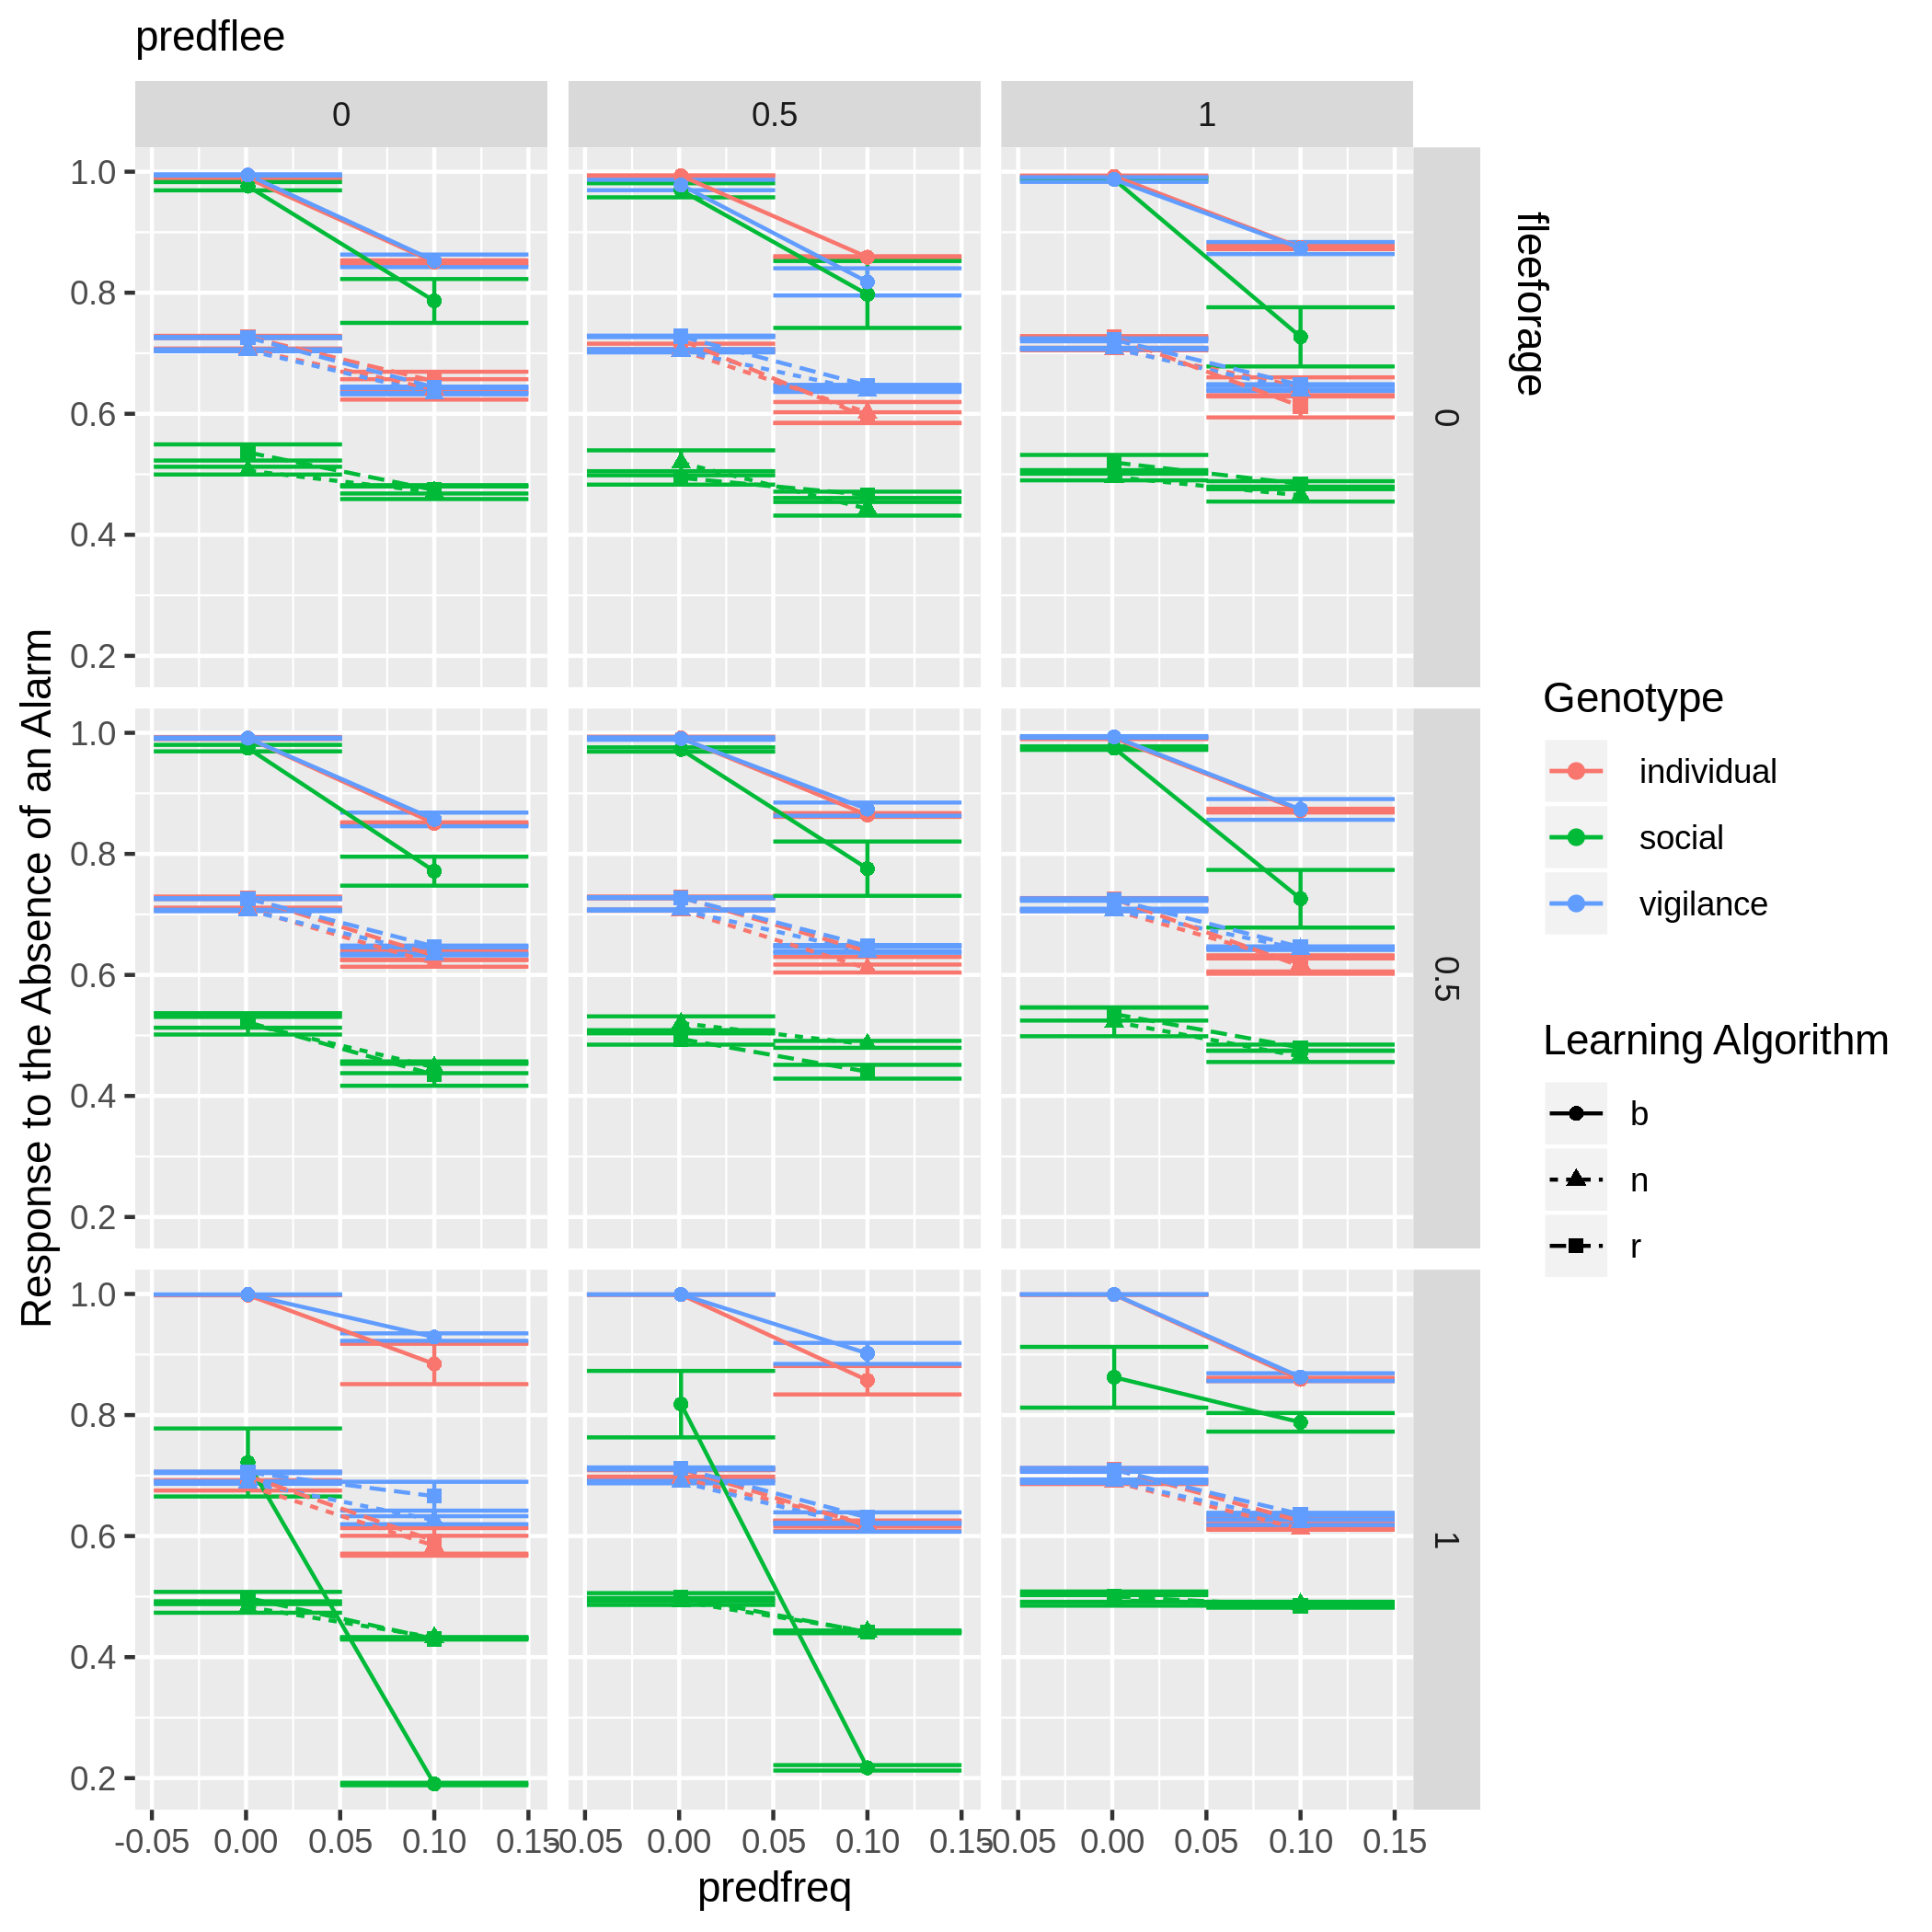 predflee
0
0.5
1
1.0
0.8
0.6
0.4
0.2
0
fleeforage
1.0
0.8
0.6
0.4
0.2
0.5
1.0
0.8
0.6
0.4
0.2
1
Response to the Absence of an Alarm
-0.05 0.00 0.05 0.10 0.15
-0.05 0.00 0.05 0.10 0.15
-0.05 0.00 0.05 0.10 0.15
predfreq
Genotype
individual
social
vigilance
Learning Algorithm
b
n
r